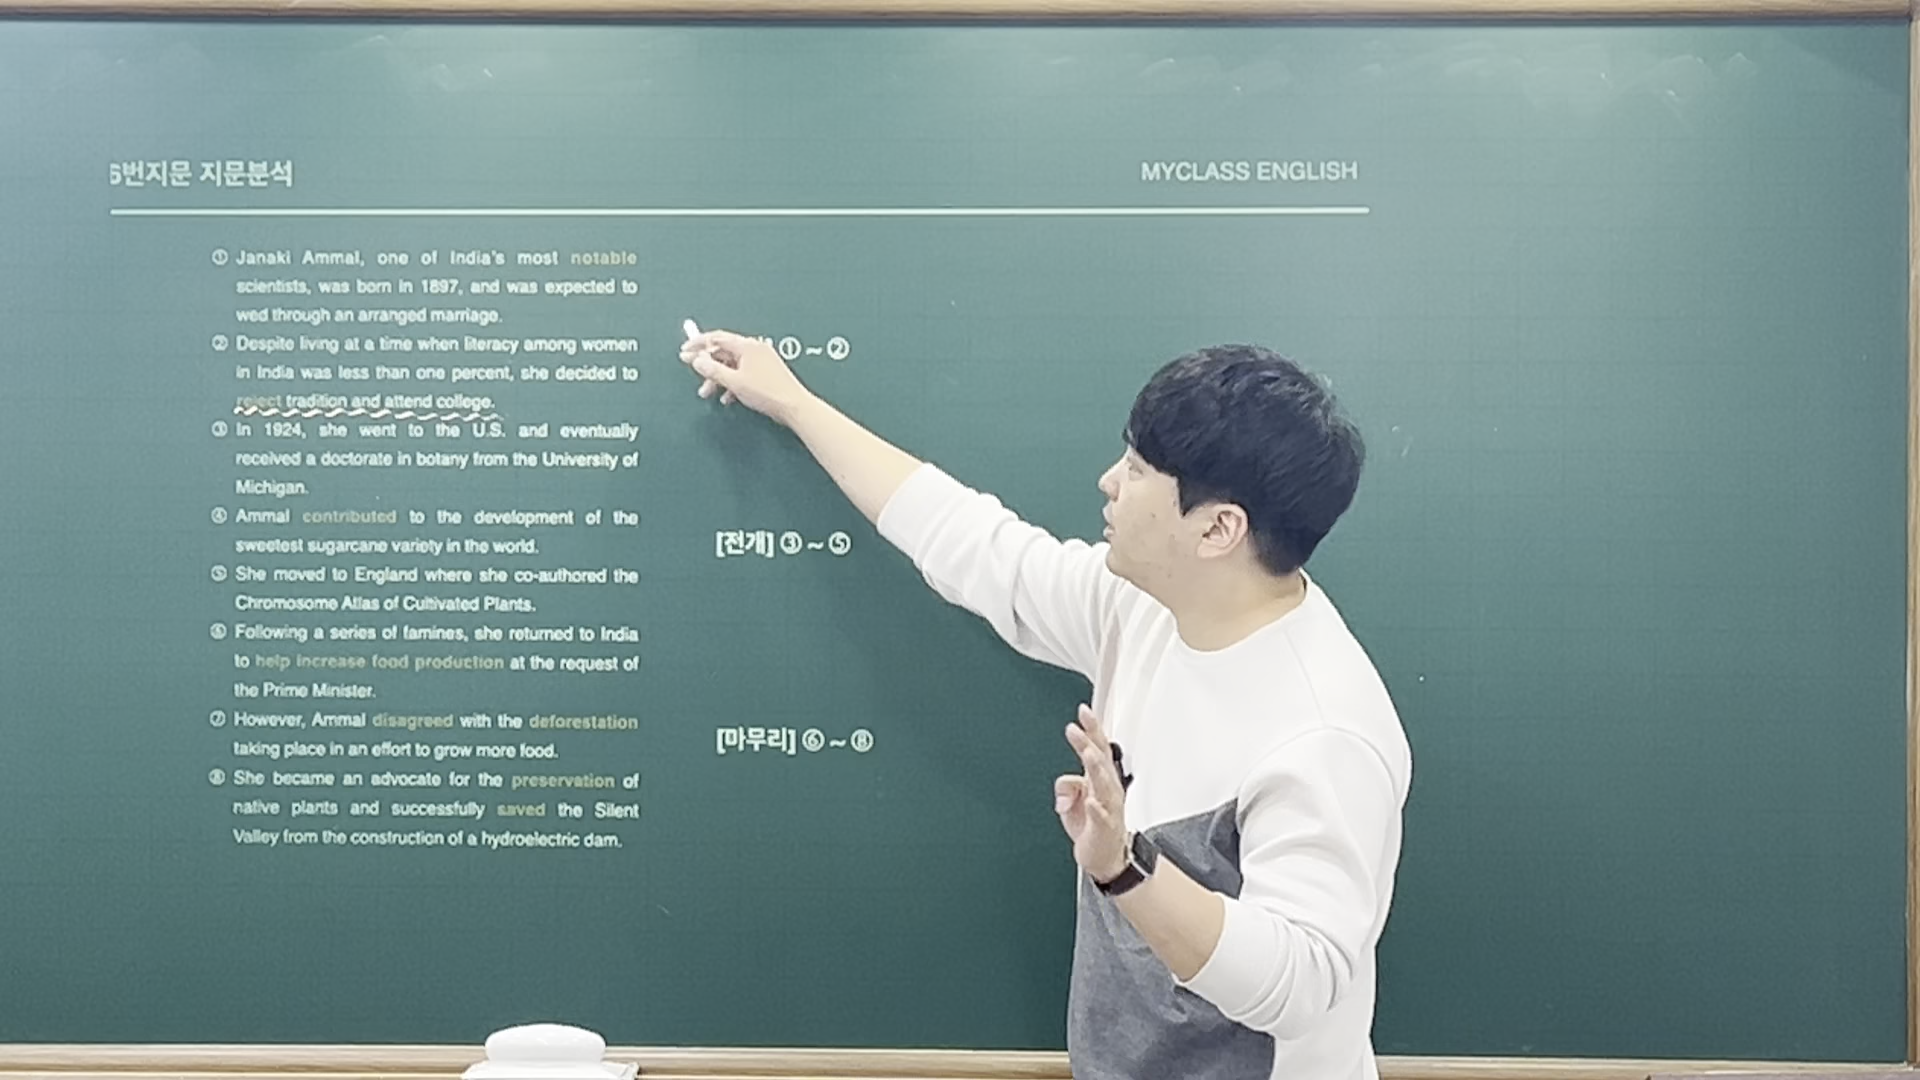 6번지문 지문분석
MYCLASS ENGLISH
① Janaki Ammal, one of India's most notable
scientists, was born in 1897, and was expected to
wed through an arranged marriage.
② Despite living at a time when literacy among women
in India was less than one percent, she decided to
reject tradition and attend college.
③ In 1924, she went to the U.S. and eventually
received a doctorate in botany from the University of
Michigan.
④ Ammal contributed to the development of the
sweetest sugarcane variety in the world.
⑤ She moved to England where she co-authored the
Chromosome Atlas of Cultivated Plants.
⑥ Following a series of famines, she returned to India
to help increase food production at the request of
the Prime Minister.
⑦ However, Ammal disagreed with the deforestation
taking place in an effort to grow more food.
⑧ She became an advocate for the preservation of
native plants and successfully saved the Silent
Valley from the construction of a hydroelectric dam.
① ~ ②
[전개] ③ ~ ⑤
[마무리] ⑥ ~ ⑧